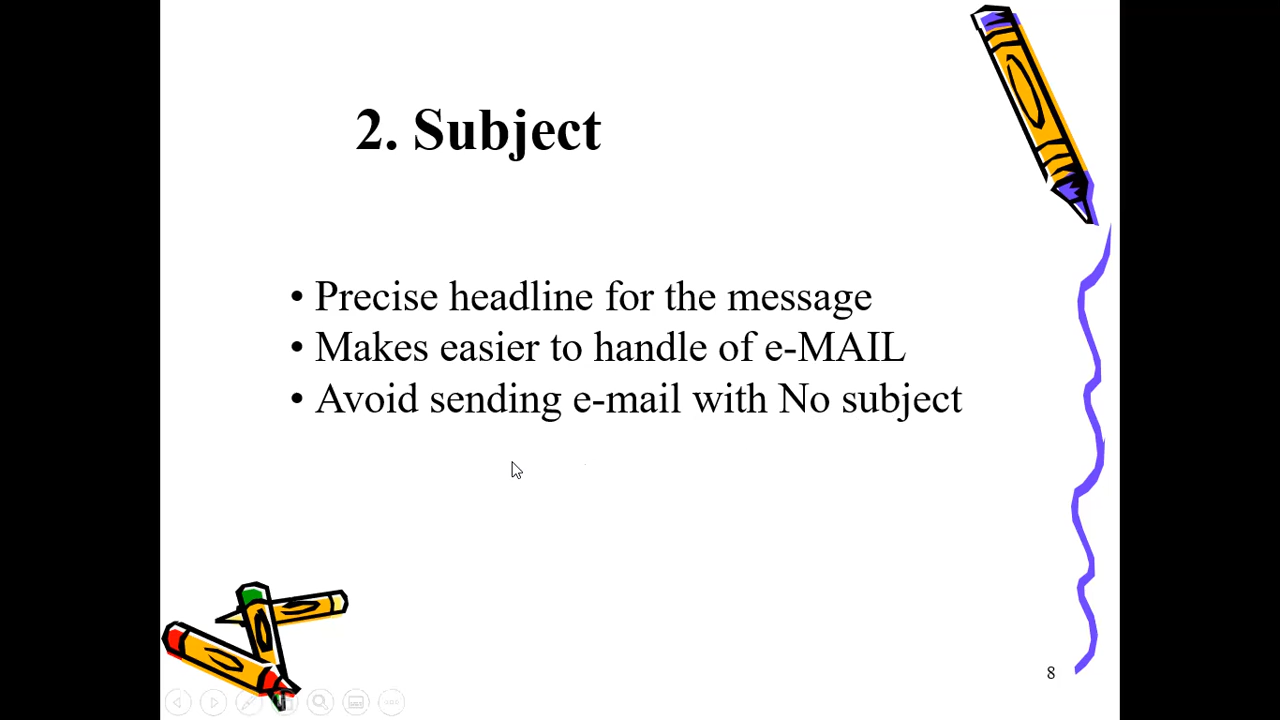 2. Subject
• Precise headline for the message
• Makes easier to handle of e-MAIL
• Avoid sending e-mail with No subject
8